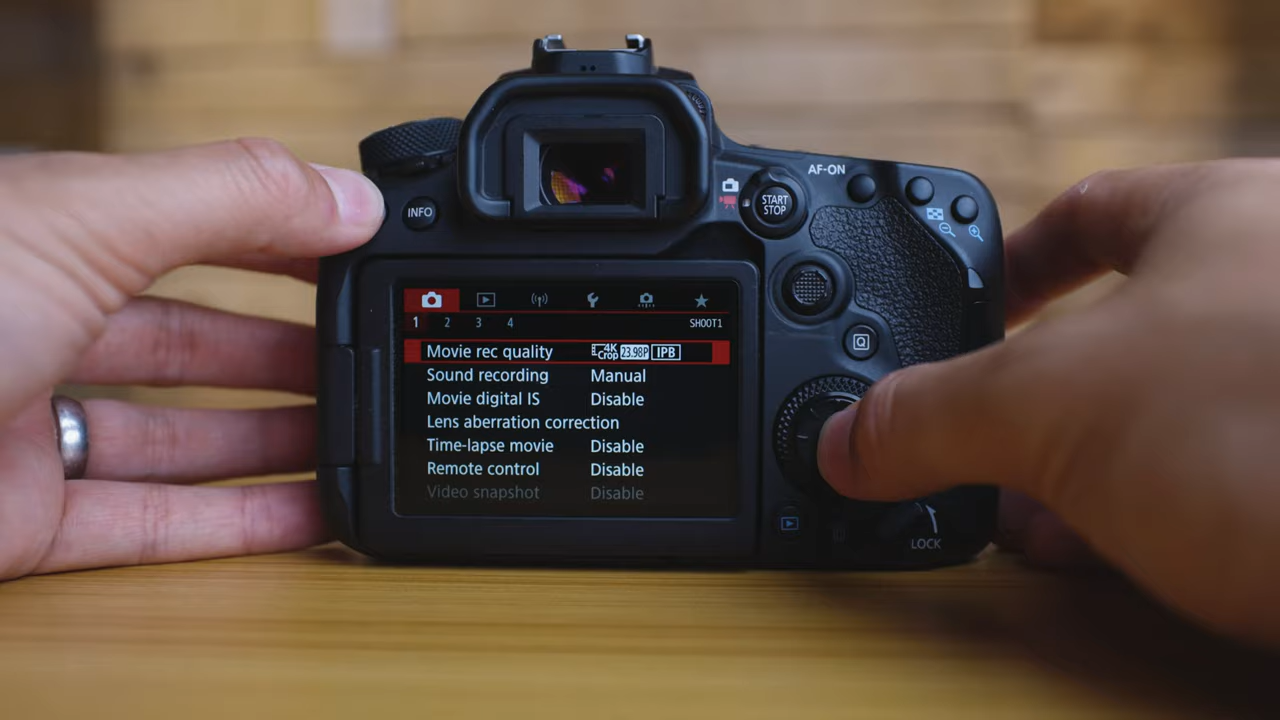 AF-ON
INFO
START
STOP
1 2 3 4 SHOOT1
Movie rec quality 4K Crop 23.98P IPB
Sound recording Manual
Movie digital IS Disable
Lens aberration correction
Time-lapse movie Disable
Remote control Disable
Video snapshot Disable
Q
LOCK